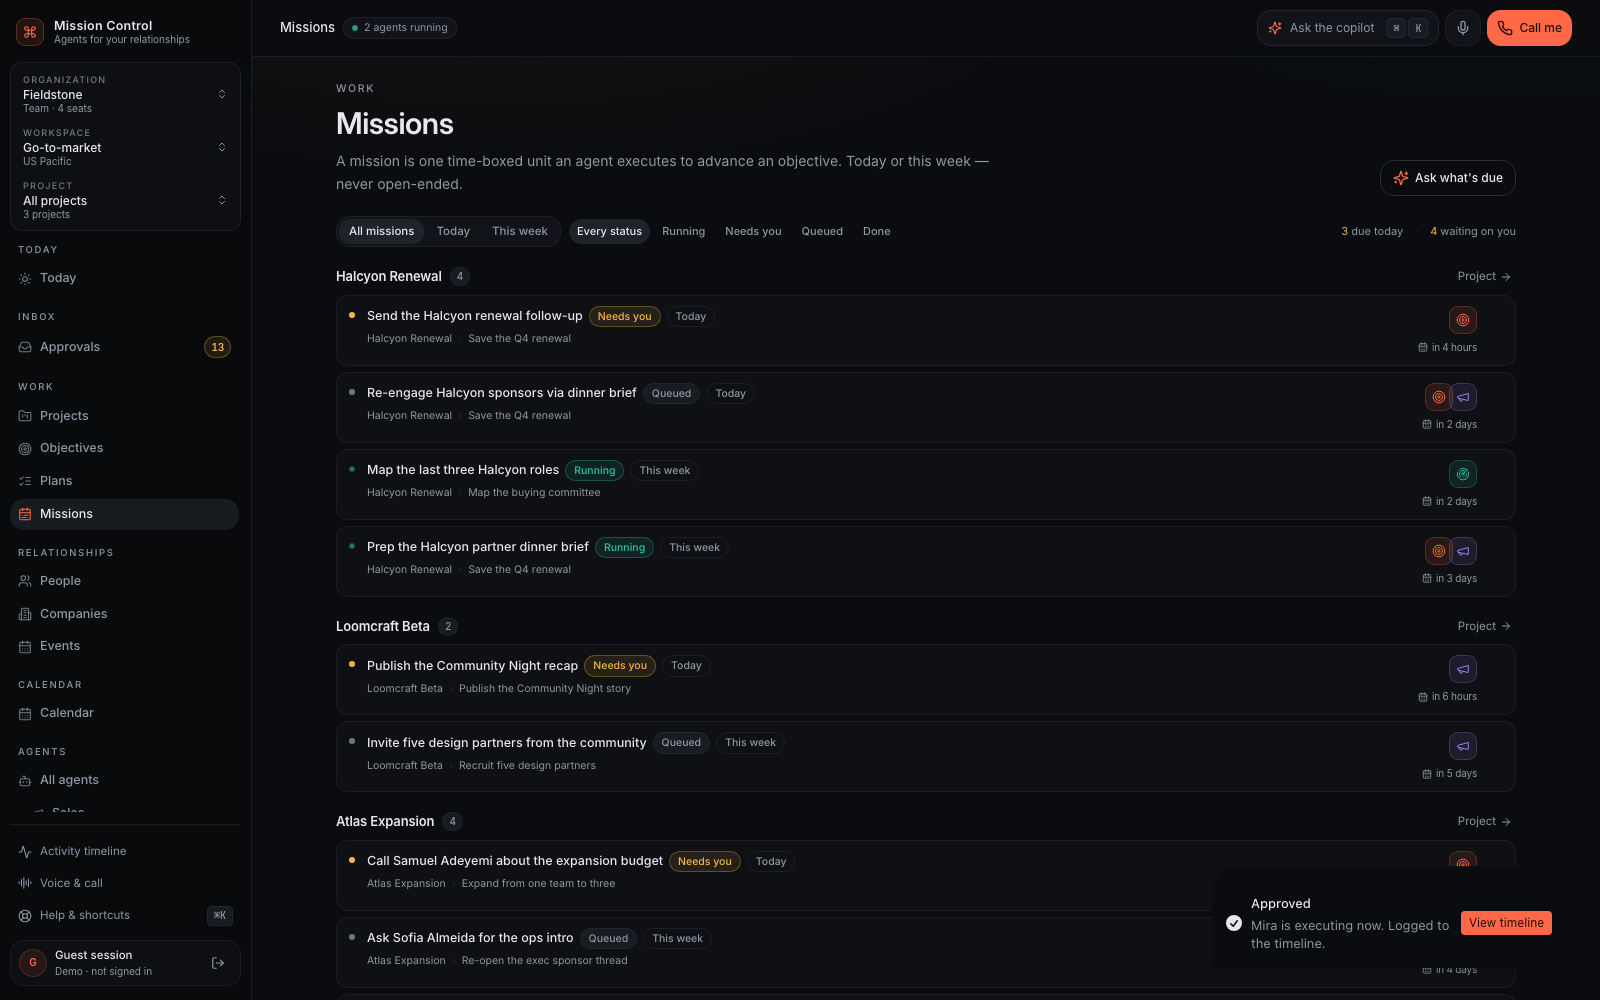 Mission Control
Agents for your relationships
ORGANIZATION
Fieldstone
Team · 4 seats
WORKSPACE
Go-to-market
US Pacific
PROJECT
All projects
3 projects
TODAY
Today
INBOX
Approvals 13
WORK
Projects
Objectives
Plans
Missions
RELATIONSHIPS
People
Companies
Events
CALENDAR
Calendar
AGENTS
All agents
Activity timeline
Voice & call
Help & shortcuts ⌘K
G
Guest session
Demo · not signed in
Missions 2 agents running
Ask the copilot ⌘ K
Call me
WORK
Missions
A mission is one time-boxed unit an agent executes to advance an objective. Today or this week —
never open-ended.
Ask what's due
All missions Today This week Every status Running Needs you Queued Done
3 due today · 4 waiting on you
Halcyon Renewal 4 Project →
Send the Halcyon renewal follow-up Needs you Today
Halcyon Renewal · Save the Q4 renewal
in 4 hours
Re-engage Halcyon sponsors via dinner brief Queued Today
Halcyon Renewal · Save the Q4 renewal
in 2 days
Map the last three Halcyon roles Running This week
Halcyon Renewal · Map the buying committee
in 2 days
Prep the Halcyon partner dinner brief Running This week
Halcyon Renewal · Save the Q4 renewal
in 3 days
Loomcraft Beta 2 Project →
Publish the Community Night recap Needs you Today
Loomcraft Beta · Publish the Community Night story
in 6 hours
Invite five design partners from the community Queued This week
Loomcraft Beta · Recruit five design partners
in 5 days
Atlas Expansion 4 Project →
Call Samuel Adeyemi about the expansion budget Needs you Today
Atlas Expansion · Expand from one team to three
Ask Sofia Almeida for the ops intro Queued This week
Atlas Expansion · Re-open the exec sponsor thread
in 4 days
Approved
Mira is executing now. Logged to
the timeline.
View timeline